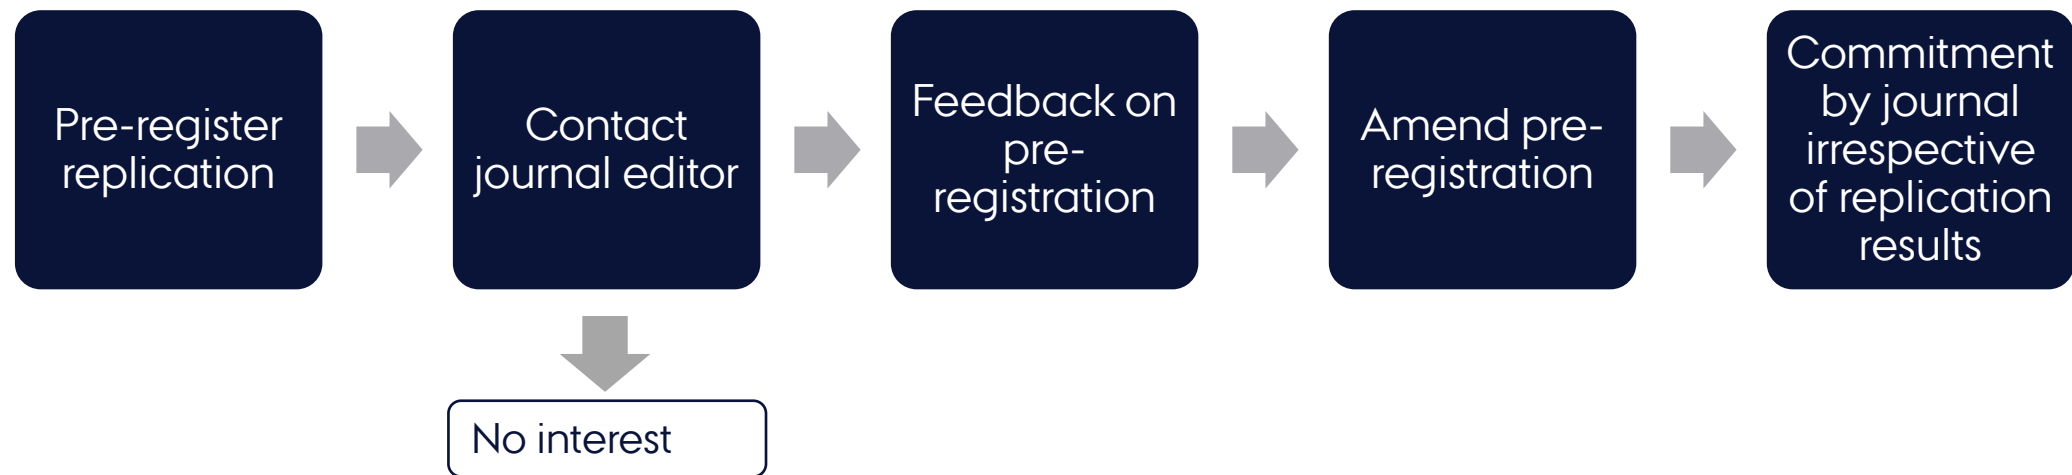 Pre-register
replication
Contact
journal editor
Feedback on
pre-
registration
Amend pre-
registration
Commitment
by journal
irrespective
of replication
results
No interest